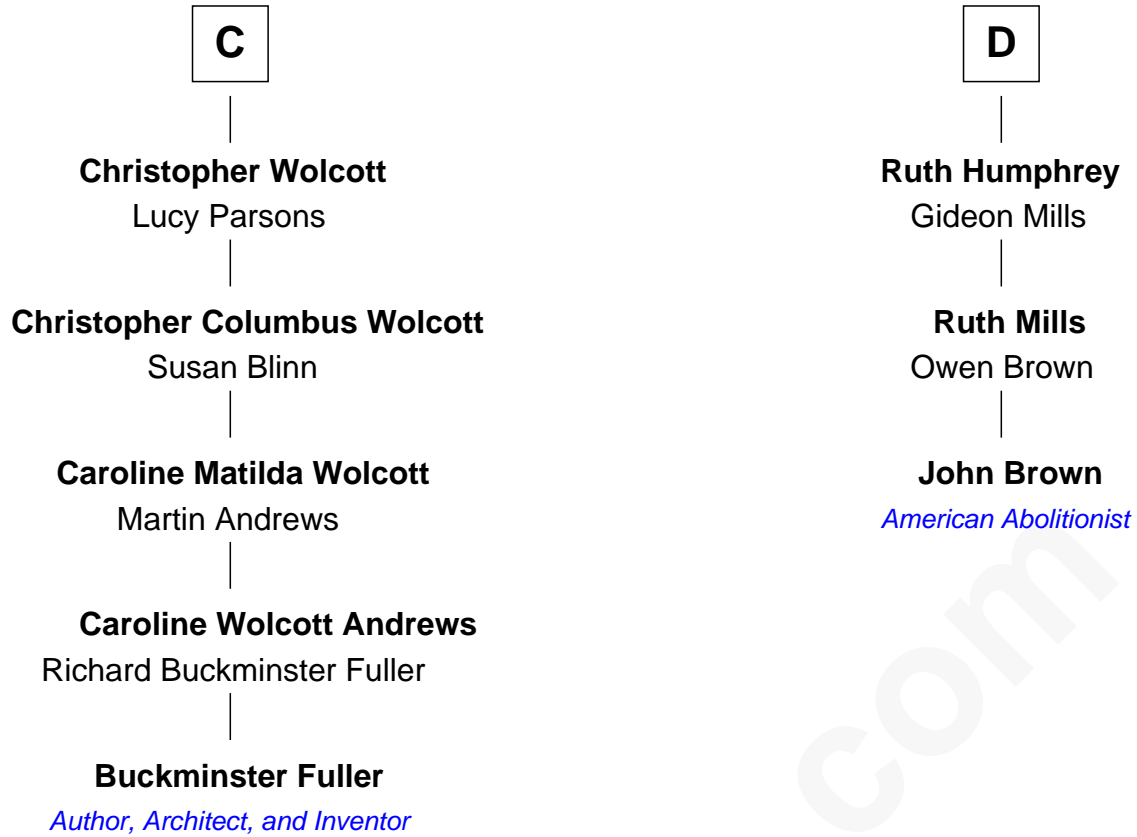 C
Christopher Wolcott
Lucy Parsons
Christopher Columbus Wolcott
Susan Blinn
Caroline Matilda Wolcott
Martin Andrews
Caroline Wolcott Andrews
Richard Buckminster Fuller
Buckminster Fuller
Author, Architect, and Inventor
D
Ruth Humphrey
Gideon Mills
Ruth Mills
Owen Brown
John Brown
American Abolitionist
com